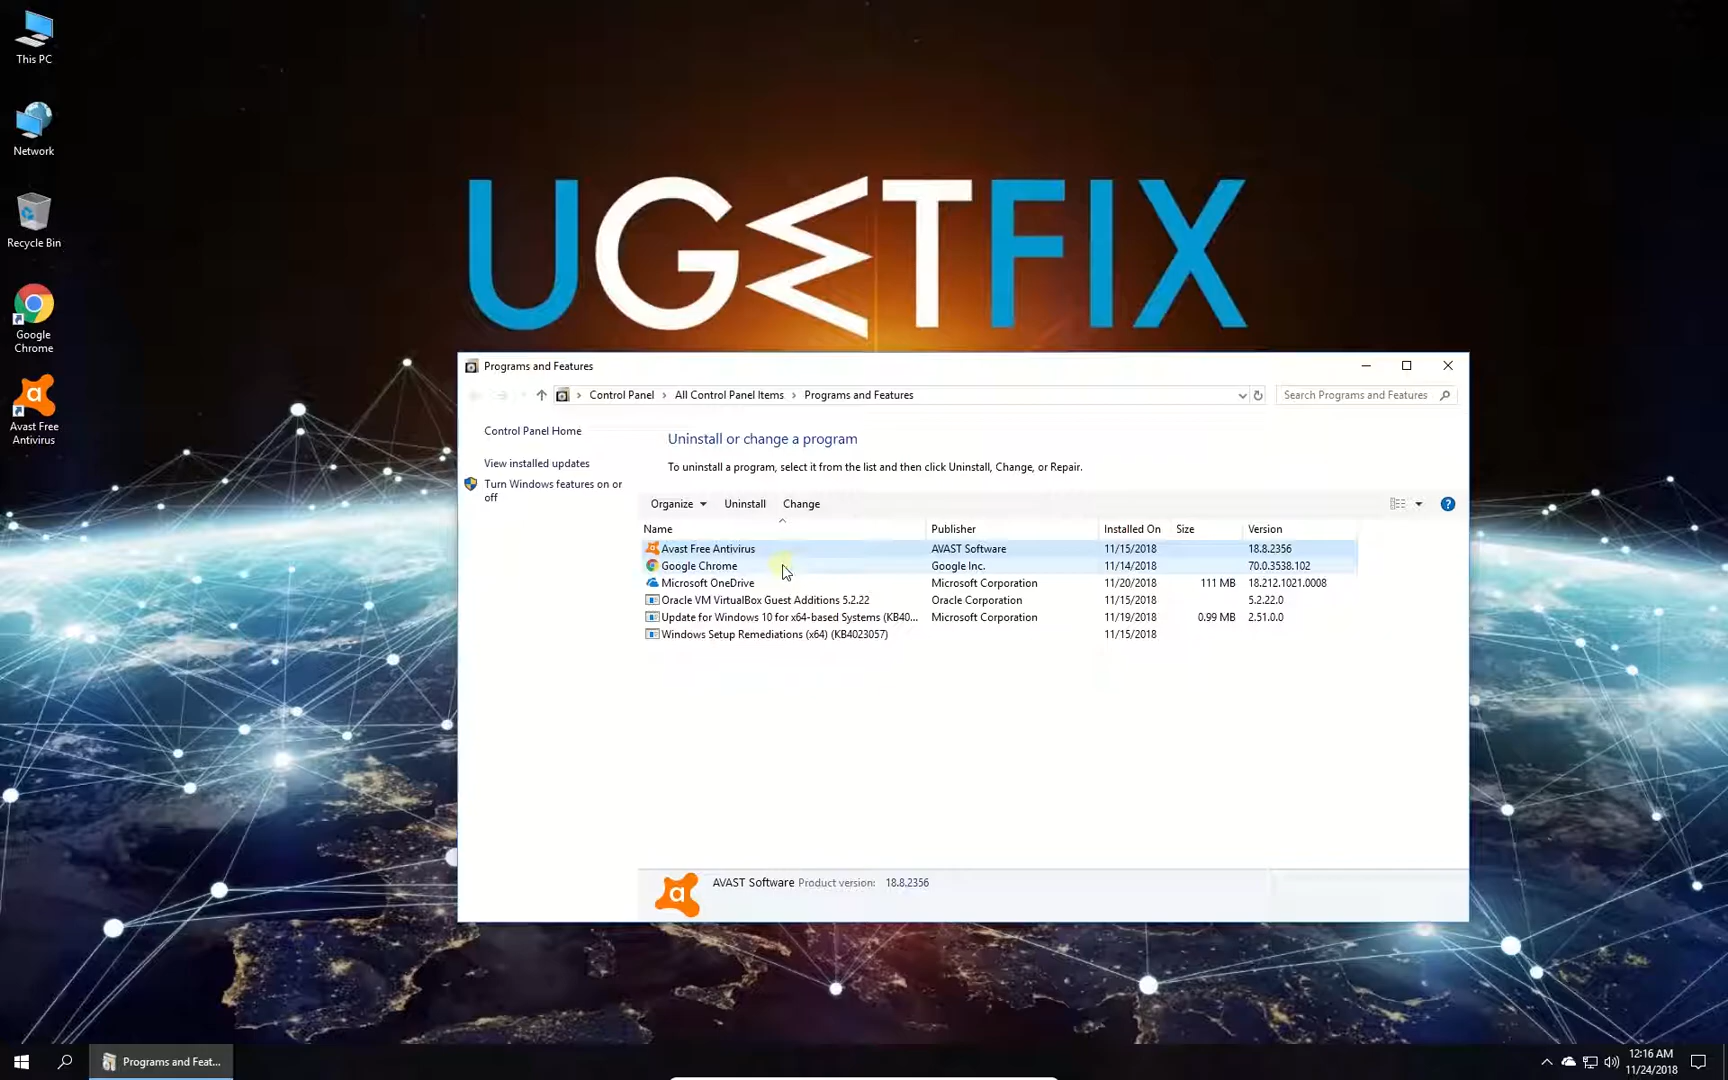 This PC
Network
Recycle Bin
Google
Chrome
Avast Free
Antivirus
UGETFIX
Programs and Features
Control Panel > All Control Panel Items > Programs and Features
Search Programs and Features
Control Panel Home
View installed updates
Turn Windows features on or
off
Uninstall or change a program
To uninstall a program, select it from the list and then click Uninstall, Change, or Repair.
Organize Uninstall Change
Name Publisher Installed On Size Version
Avast Free Antivirus AVAST Software 11/15/2018 18.8.2356
Google Chrome Google Inc. 11/14/2018 70.0.3538.102
Microsoft OneDrive Microsoft Corporation 11/20/2018 111 MB 18.212.1021.0008
Oracle VM VirtualBox Guest Additions 5.2.22 Oracle Corporation 11/15/2018 5.2.22.0
Update for Windows 10 for x64-based Systems (KB40... Microsoft Corporation 11/19/2018 0.99 MB 2.51.0.0
Windows Setup Remediations (x64) (KB4023057) 11/15/2018
AVAST Software Product version: 18.8.2356
Programs and Feat...
12:16 AM
11/24/2018